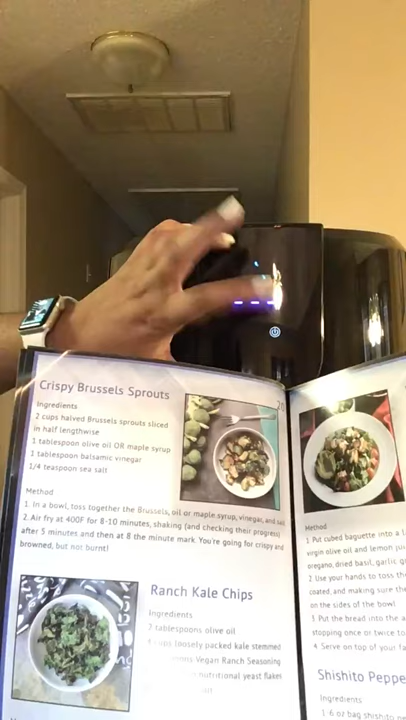 Crispy Brussels Sprouts
Ingredients
2 cups halved Brussels sprouts sliced
in half lengthwise
1 tablespoon olive oil OR maple syrup
1 tablespoon balsamic vinegar
1/4 teaspoon sea salt
Method
1. In a bowl, toss together the Brussels, oil or maple syrup, vinegar, and salt
2. Air fry at 400F for 8-10 minutes, shaking (and checking their progress)
after 5 minutes and then at 8 the minute mark. You're going for crispy and
browned, but not burnt!
Ranch Kale Chips
Ingredients
2 tablespoons olive oil
4 cups loosely packed kale stemmed
Vegan Ranch Seasoning
nutritional yeast flakes
Method
1. Put cubed baguette into a
virgin olive oil and lemon
oregano, dried basil, garlic
2. Use your hands to toss
coated, and making sure
on the sides of the bowl
3. Put the bread into the
stopping once or twice to
4. Serve on top of your
Shishito
Ingredients
1-6 oz bag shishito